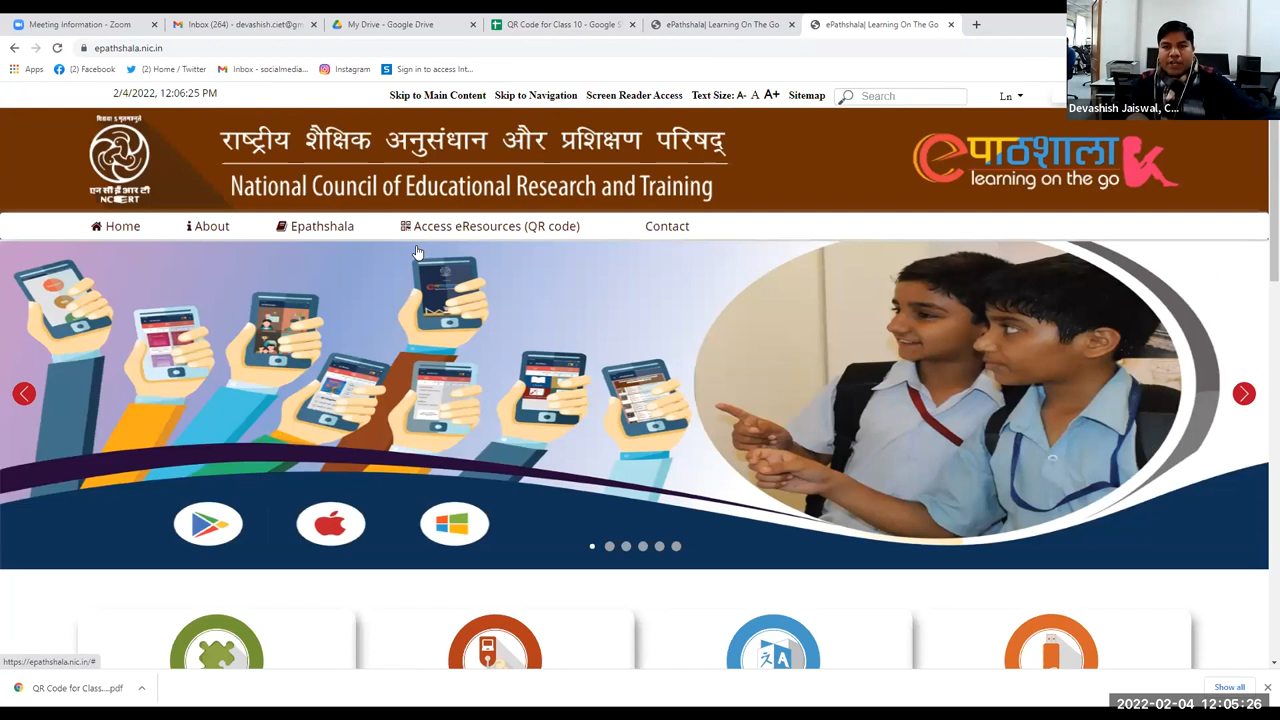 Meeting Information - Zoom
Inbox (264) - devashish.ciet@gm
My Drive - Google Drive
QR Code for Class 10 - Google S
ePathshala| Learning On The Go
ePathshala| Learning On The Go
epathshala.nic.in
Apps
(2) Facebook
(2) Home / Twitter
Inbox - socialmedia...
Instagram
Sign in to access Int...
Devashish Jaiswal, C...
2/4/2022, 12:06:25 PM
Skip to Main Content
Skip to Navigation
Screen Reader Access
Text Size: A- A A+
Sitemap
Search
Ln
राष्ट्रीय शैक्षिक अनुसंधान और प्रशिक्षण परिषद्
National Council of Educational Research and Training
एन सी ई आर टी
NCERT
eपाठशाला
learning on the go
Home
About
Epathshala
Access eResources (QR code)
Contact
https://epathshala.nic.in/#
QR Code for Class....pdf
Show all
2022-02-04 12:05:26